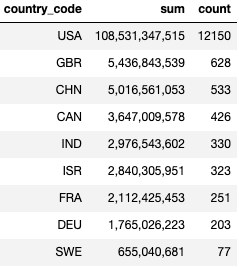 country_code sum count
USA 108,531,347,515 12150
GBR 5,436,843,539 628
CHN 5,016,561,053 533
CAN 3,647,009,578 426
IND 2,976,543,602 330
ISR 2,840,305,951 323
FRA 2,112,425,453 251
DEU 1,765,026,223 203
SWE 655,040,681 77